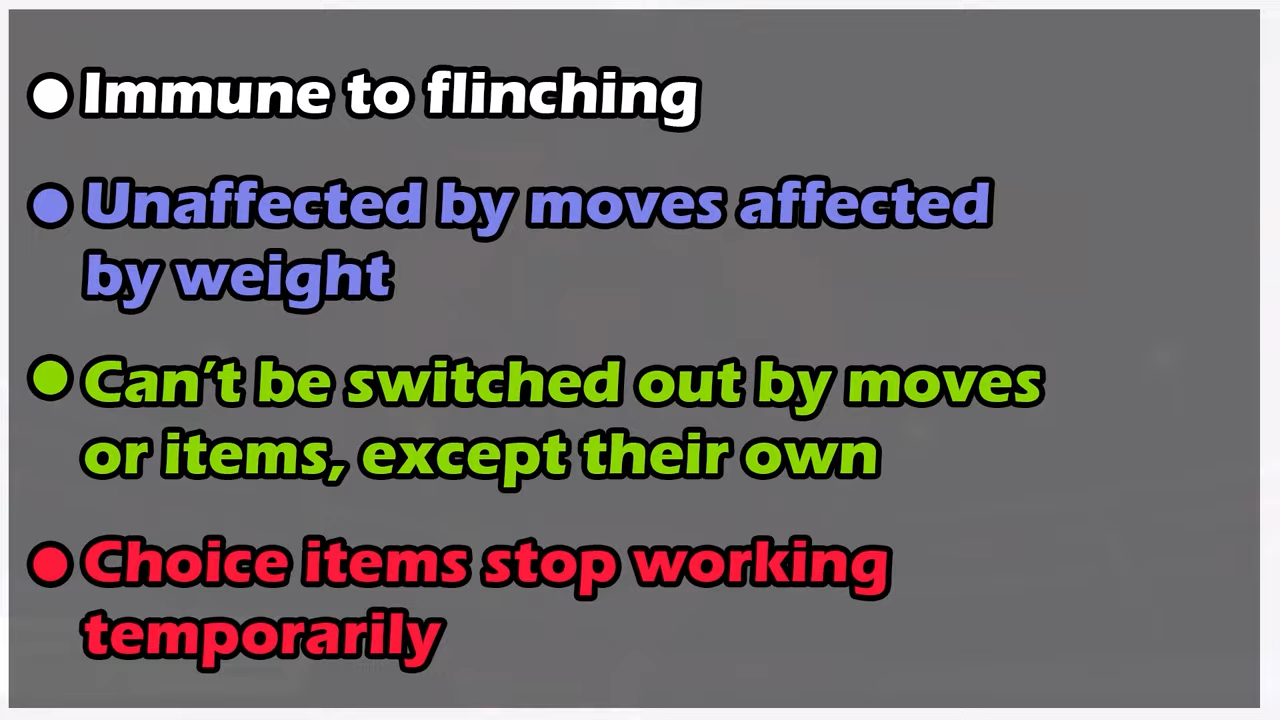 ● Immune to flinching
● Unaffected by moves affected
by weight
● Can't be switched out by moves
or items, except their own
● Choice items stop working
temporarily